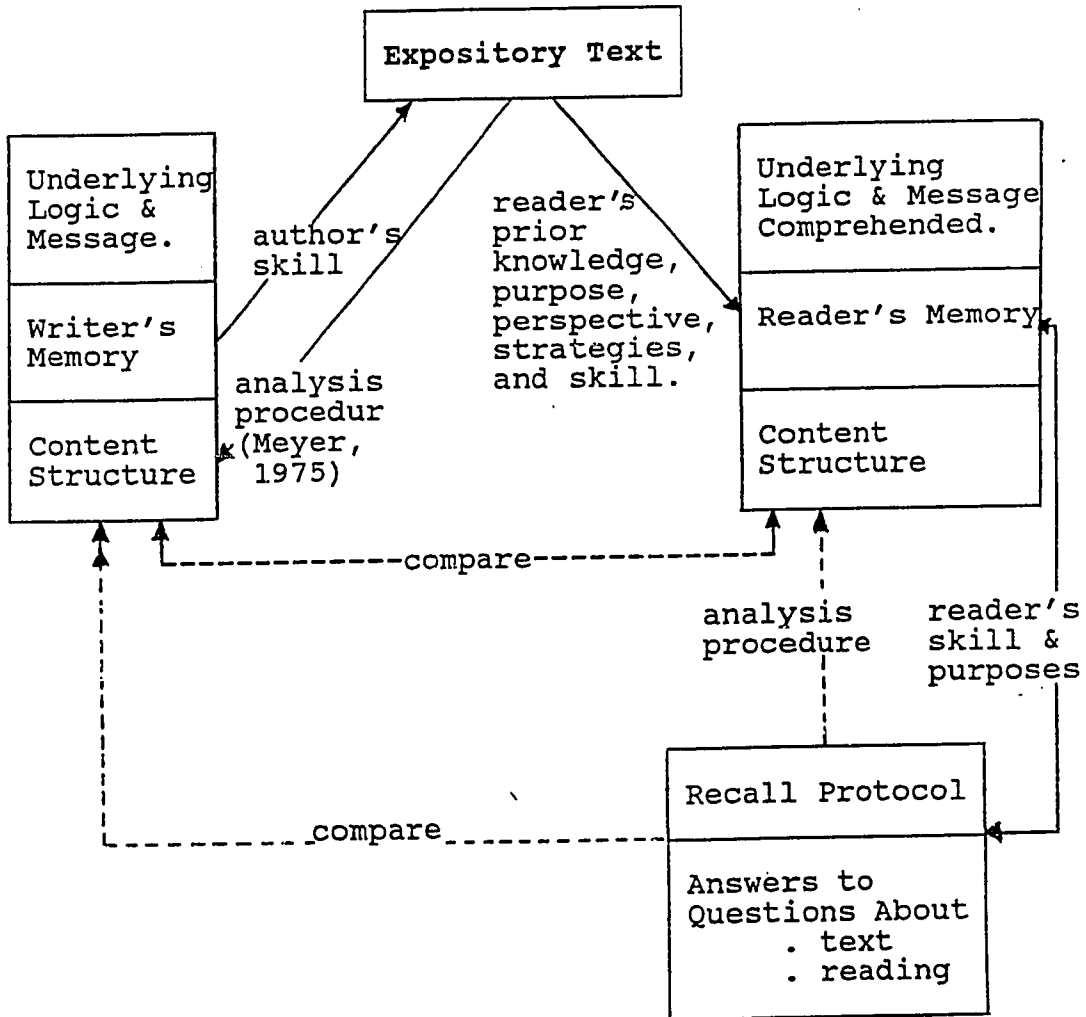 Expository Text
Underlying
Logic &
Message.
Writer's
Memory
Content
Structure
author's
skill
analysis
procedur
(Meyer,
1975)
reader's
prior
knowledge,
purpose,
perspective,
strategies,
and skill.
Underlying
Logic & Message
Comprehended.
Reader's Memory
Content
Structure
compare
analysis
procedure
reader's
skill &
purposes
compare
Recall Protocol
Answers to
Questions About
. text
. reading